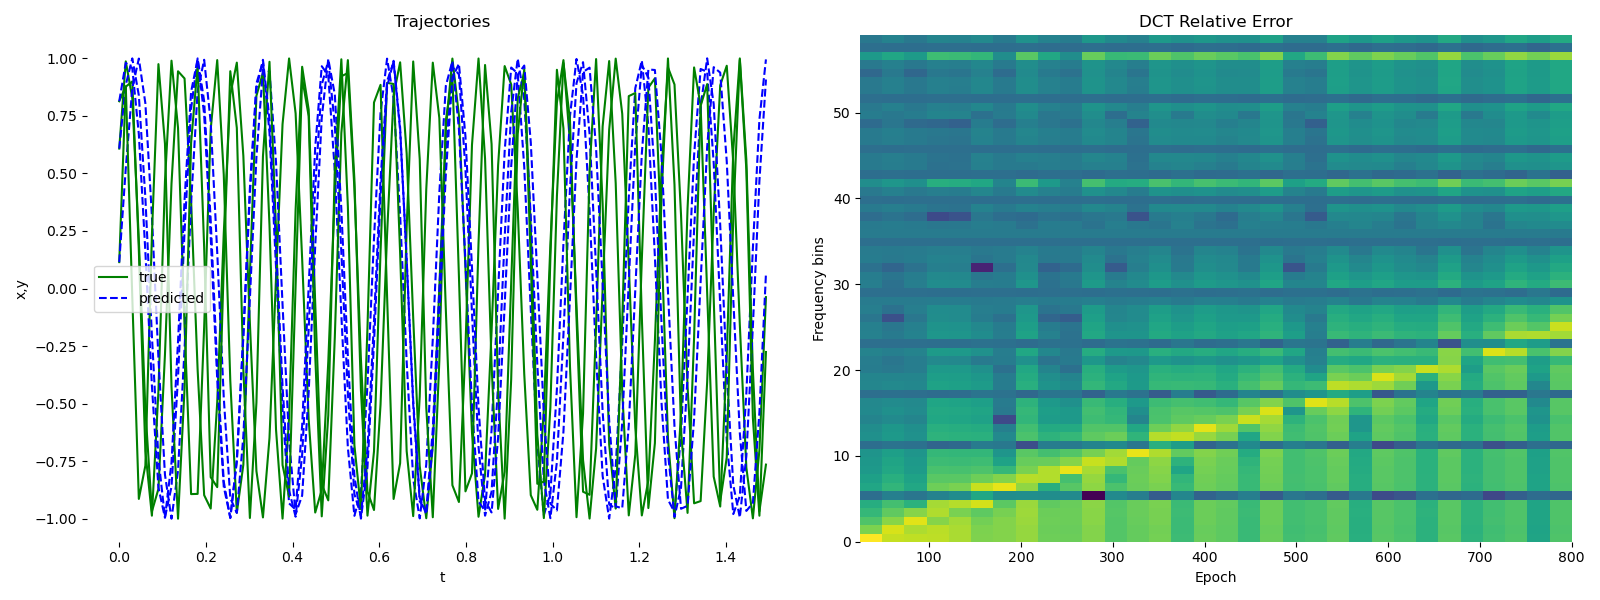 Trajectories
1.00
0.75
0.50
0.25
0.00
−0.25
−0.50
−0.75
−1.00
x,y
true
predicted
0.0 0.2 0.4 0.6 0.8 1.0 1.2 1.4
t
DCT Relative Error
50
40
30
20
10
0
Frequency bins
100 200 300 400 500 600 700 800
Epoch